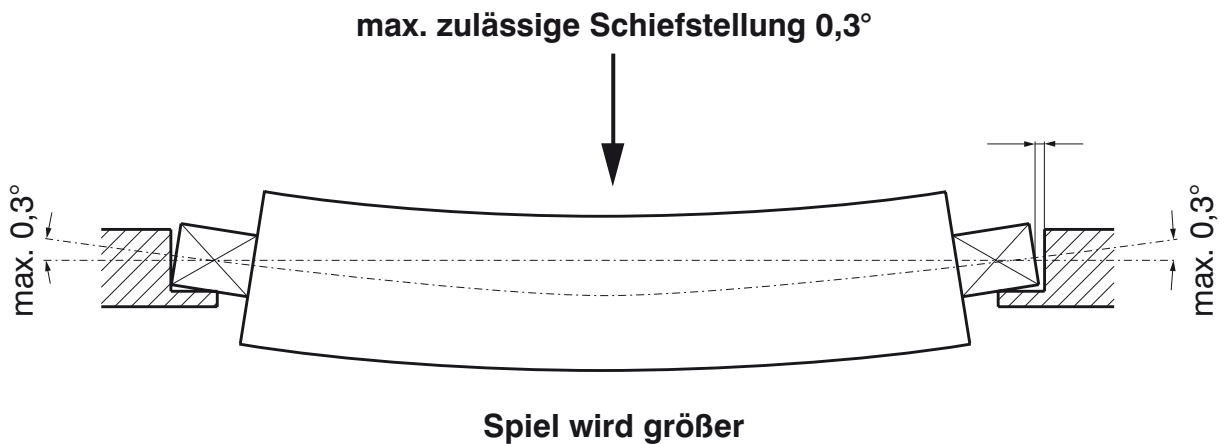 max. zulässige Schiefstellung 0,3°
max. 0,3°
max. 0,3°
Spiel wird größer